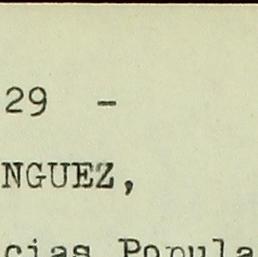 29 -
NGUEZ,
cias Popula